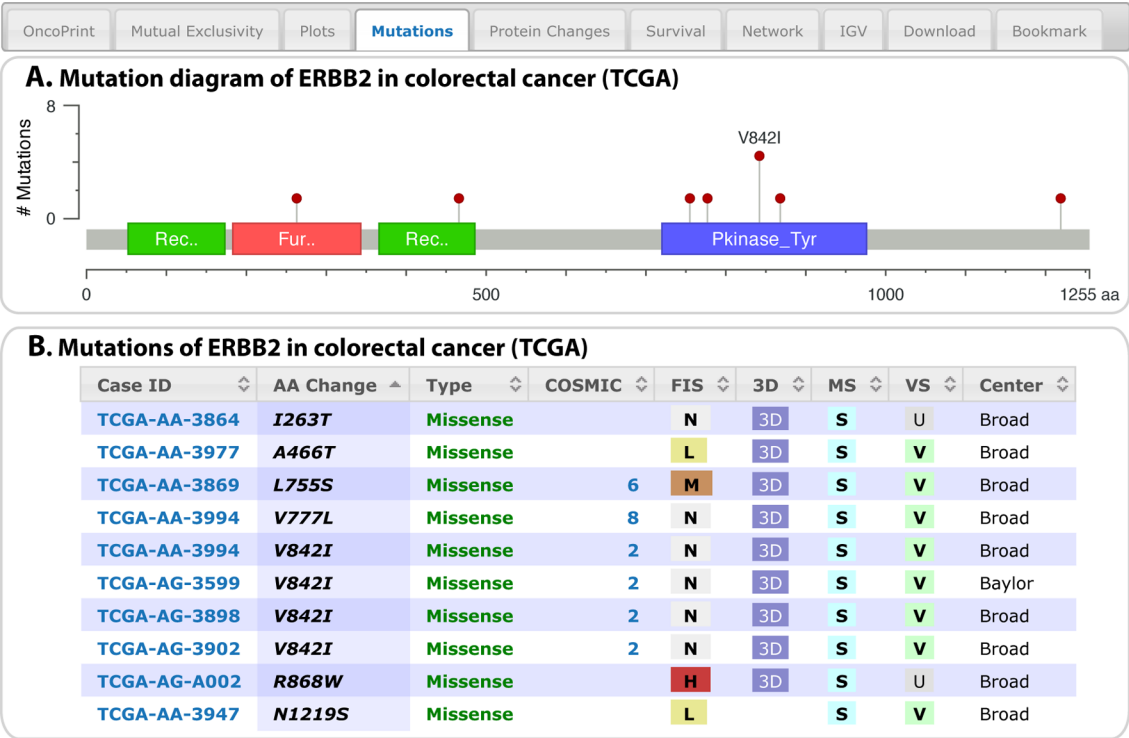 OncoPrint Mutual Exclusivity Plots Mutations Protein Changes Survival Network IGV Download Bookmark
A. Mutation diagram of ERBB2 in colorectal cancer (TCGA)
8
# Mutations
V842I
0
Rec.. Fur.. Rec.. Pkinase_Tyr
0 500 1000 1255 aa
B. Mutations of ERBB2 in colorectal cancer (TCGA)
Case ID AA Change Type COSMIC FIS 3D MS VS Center
TCGA-AA-3864 I263T Missense N 3D S U Broad
TCGA-AA-3977 A466T Missense L 3D S V Broad
TCGA-AA-3869 L755S Missense 6 M 3D S V Broad
TCGA-AA-3994 V777L Missense 8 N 3D S V Broad
TCGA-AA-3994 V842I Missense 2 N 3D S V Broad
TCGA-AG-3599 V842I Missense 2 N 3D S V Baylor
TCGA-AG-3898 V842I Missense 2 N 3D S V Broad
TCGA-AG-3902 V842I Missense 2 N 3D S V Broad
TCGA-AG-A002 R868W Missense H 3D S U Broad
TCGA-AA-3947 N1219S Missense L S V Broad